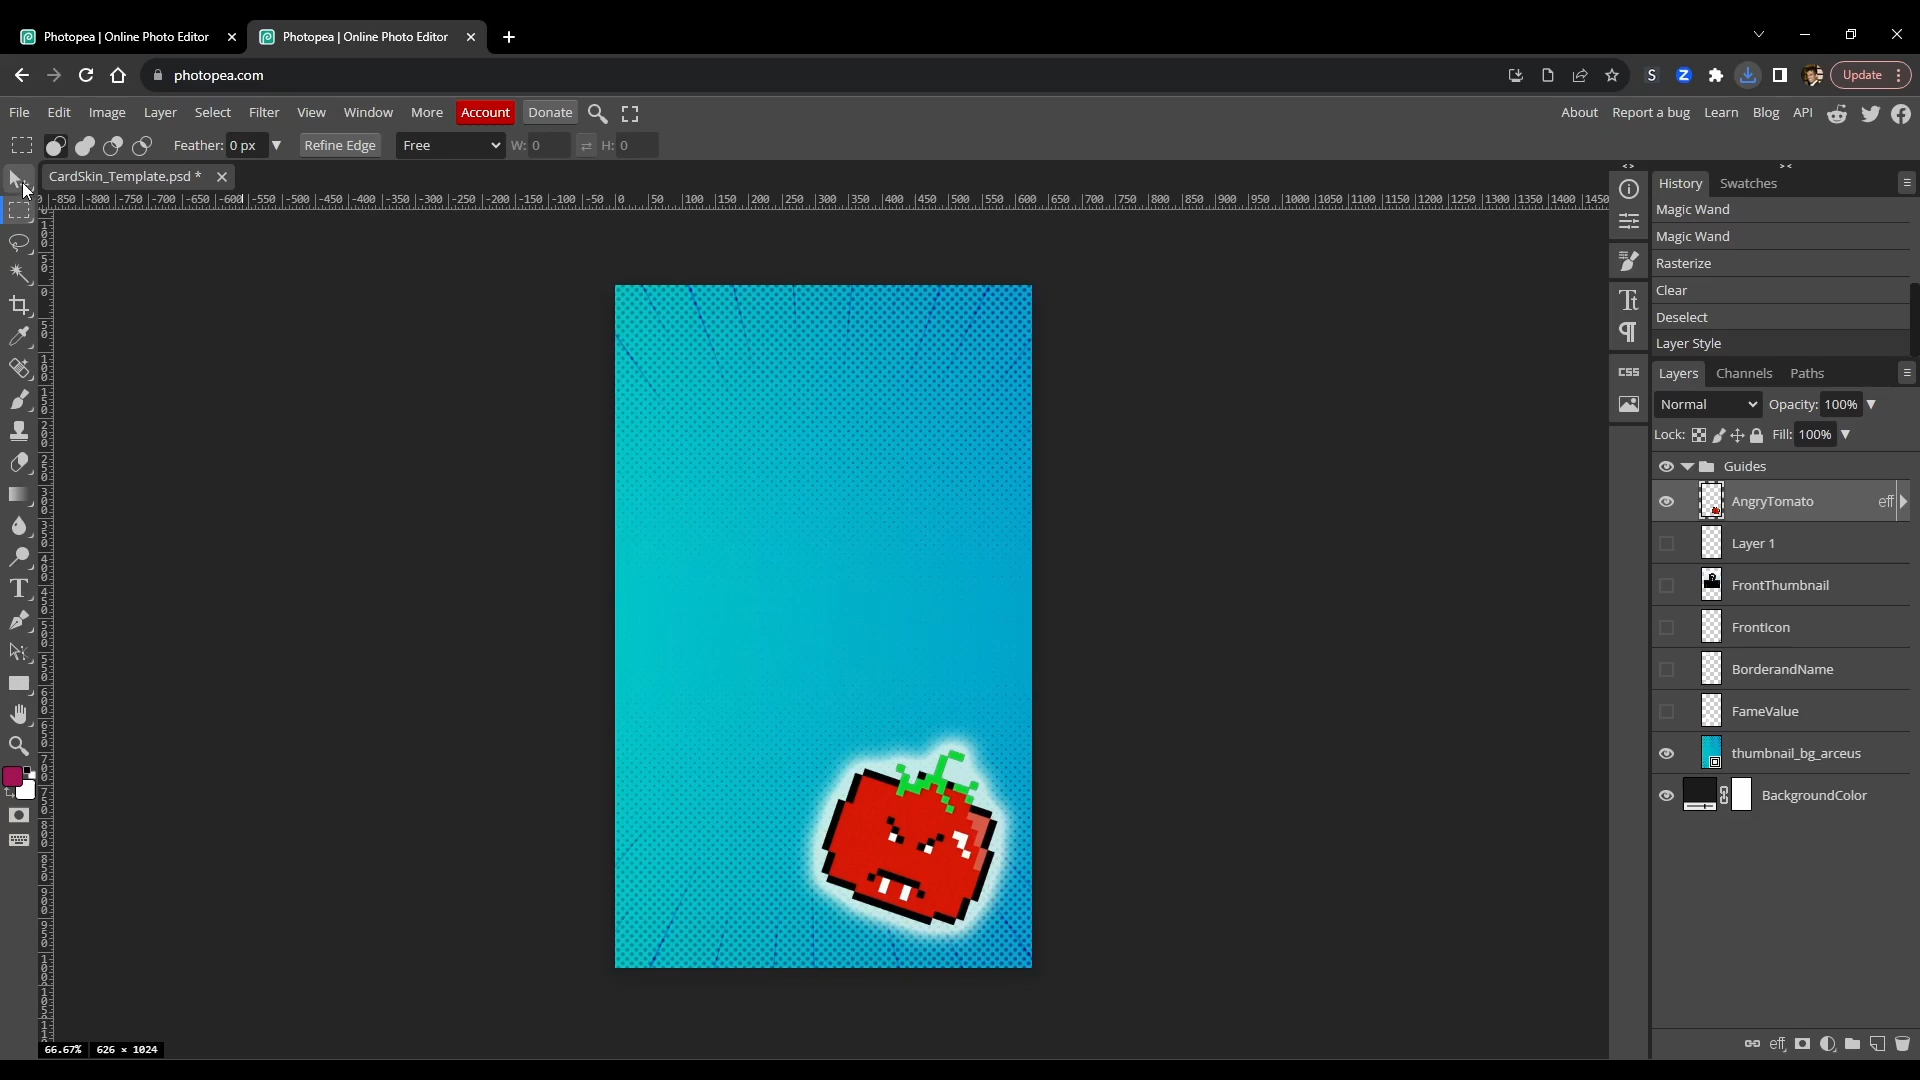 Photopea | Online Photo Editor
Photopea | Online Photo Editor
photopea.com
S
Z
Update
File Edit Image Layer Select Filter View Window More Account Donate
About Report a bug Learn Blog API
Feather: 0 px
Refine Edge
Free
W: 0
H: 0
CardSkin_Template.psd *
-850 -800 -750 -700 -650 -600 -550 -500 -450 -400 -350 -300 -250 -200 -150 -100 -50 0 50 100 150 200 250 300 350 400 450 500 550 600 650 700 750 800 850 900 950 1000 1050 1100 1150 1200 1250 1300 1350 1400 1450
History Swatches
Magic Wand
Magic Wand
Rasterize
Clear
Deselect
Layer Style
CSS
Layers Channels Paths
Normal Opacity: 100%
Lock: Fill: 100%
Guides
AngryTomato eff
Layer 1
FrontThumbnail
FrontIcon
BorderandName
FameValue
thumbnail_bg_arceus
BackgroundColor
66.67% 626 × 1024
eff